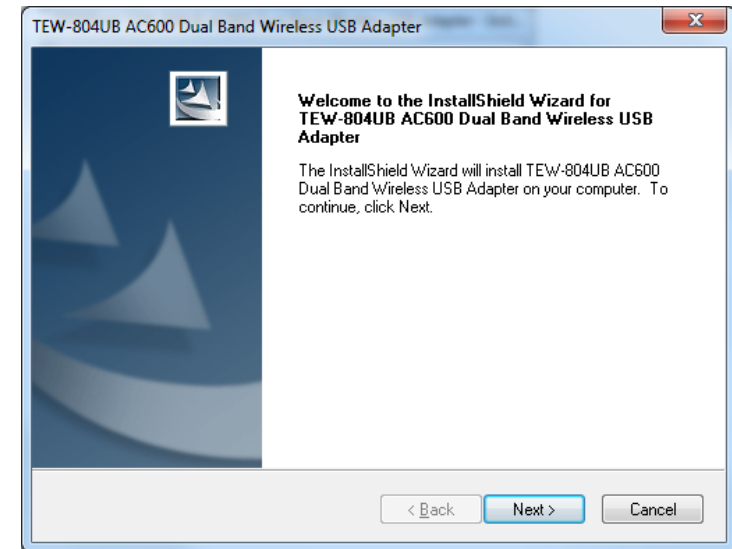 TEW-804UB AC600 Dual Band Wireless USB Adapter
Welcome to the InstallShield Wizard for
TEW-804UB AC600 Dual Band Wireless USB
Adapter
The InstallShield Wizard will install TEW-804UB AC600
Dual Band Wireless USB Adapter on your computer. To
continue, click Next.
< Back Next > Cancel